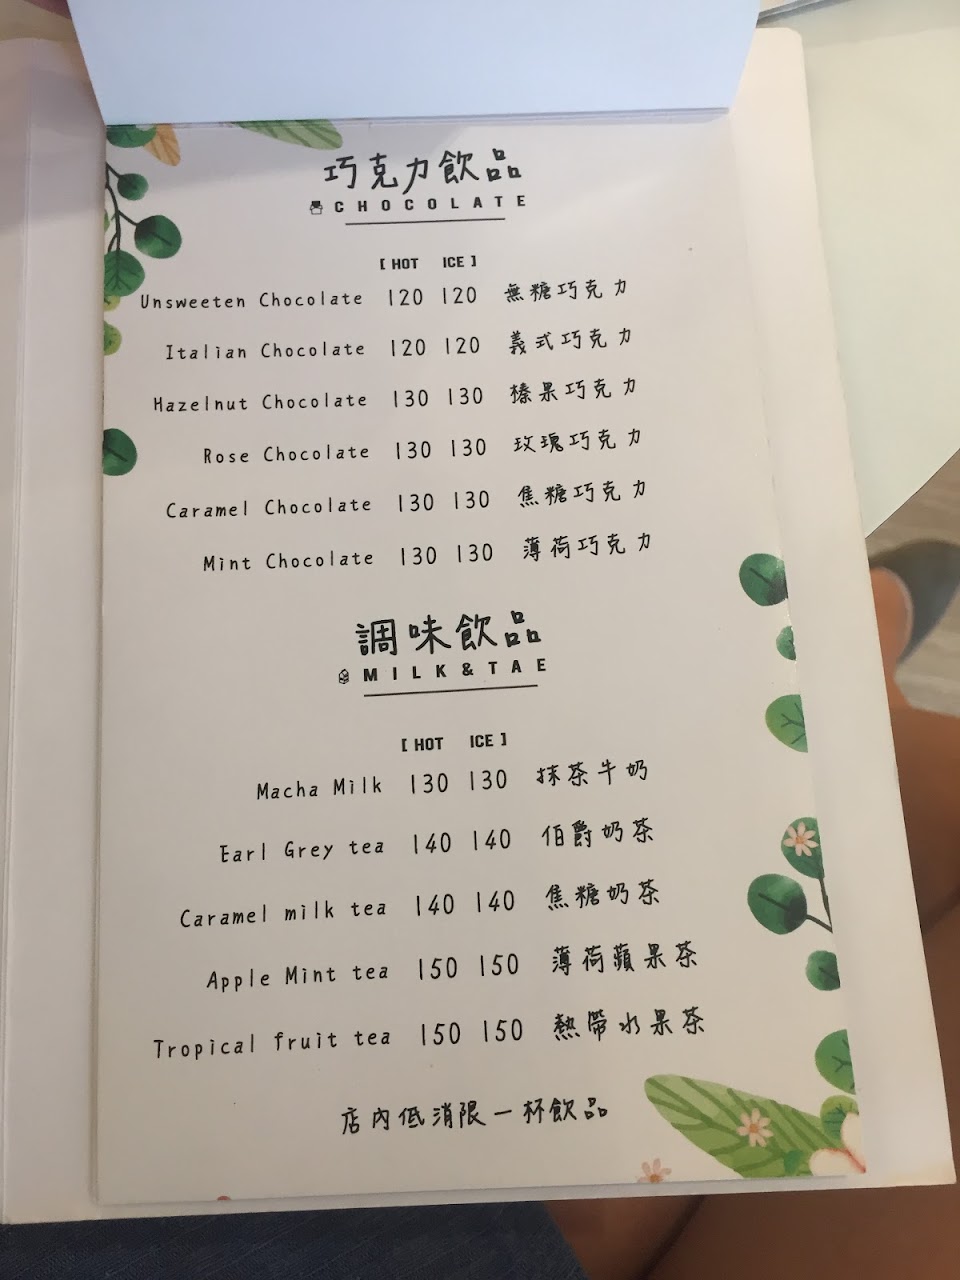 巧克力飲品
CHOCOLATE
[ HOT ICE ]
Unsweeten Chocolate 120 120 無糖巧克力
Italian Chocolate 120 120 義式巧克力
Hazelnut Chocolate 130 130 榛果巧克力
Rose Chocolate 130 130 玫瑰巧克力
Caramel Chocolate 130 130 焦糖巧克力
Mint Chocolate 130 130 薄荷巧克力
調味飲品
MILK&TAE
[ HOT ICE ]
Macha Milk 130 130 抹茶牛奶
Earl Grey tea 140 140 伯爵奶茶
Caramel milk tea 140 140 焦糖奶茶
Apple Mint tea 150 150 薄荷蘋果茶
Tropical fruit tea 150 150 熱帶水果茶
店內低消限一杯飲品